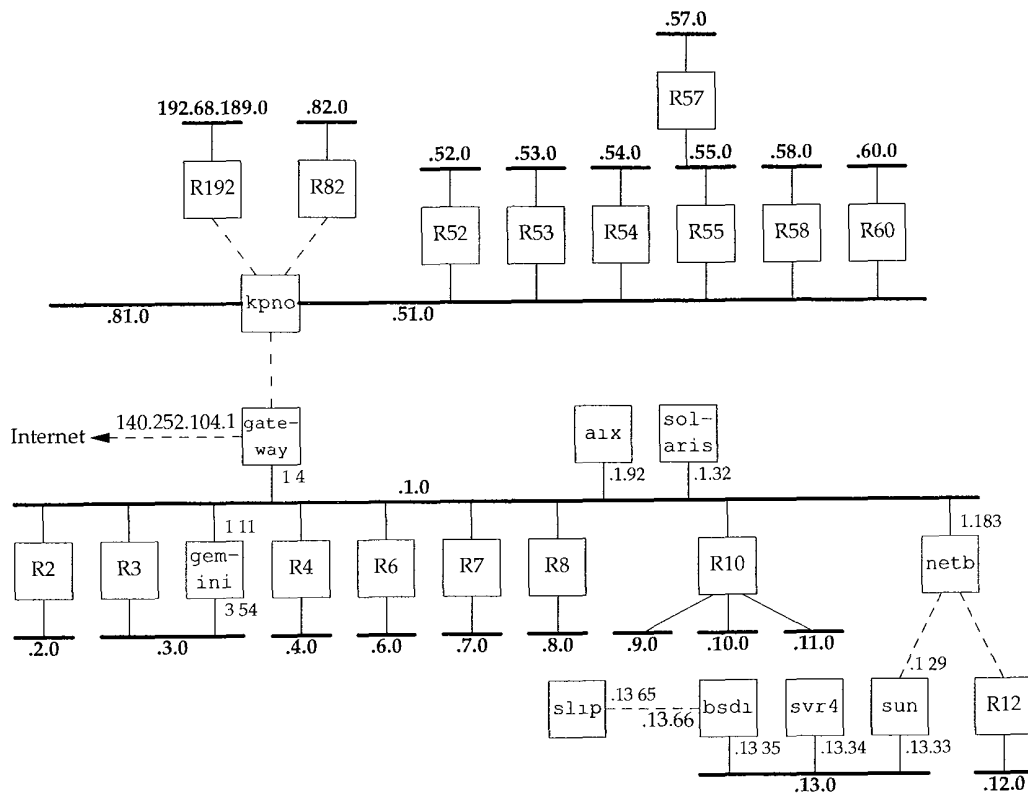 .57.0
R57
192.68.189.0
.82.0
R192
R82
.52.0
.53.0
.54.0
.55.0
.58.0
.60.0
R52
R53
R54
R55
R58
R60
kpno
.81.0
.51.0
Internet
140.252.104.1
gate-
way
aix
sol-
aris
1 4
.1.92
.1.32
.1.0
1 11
1.183
R2
R3
gem-
ini
R4
R6
R7
R8
R10
netb
3 54
.2.0
.3.0
.4.0
.6.0
.7.0
.8.0
.9.0
.10.0
.11.0
.1 29
slip
.13 65
.13.66
bsdi
svr4
sun
R12
.13 35
.13.34
.13.33
.13.0
.12.0